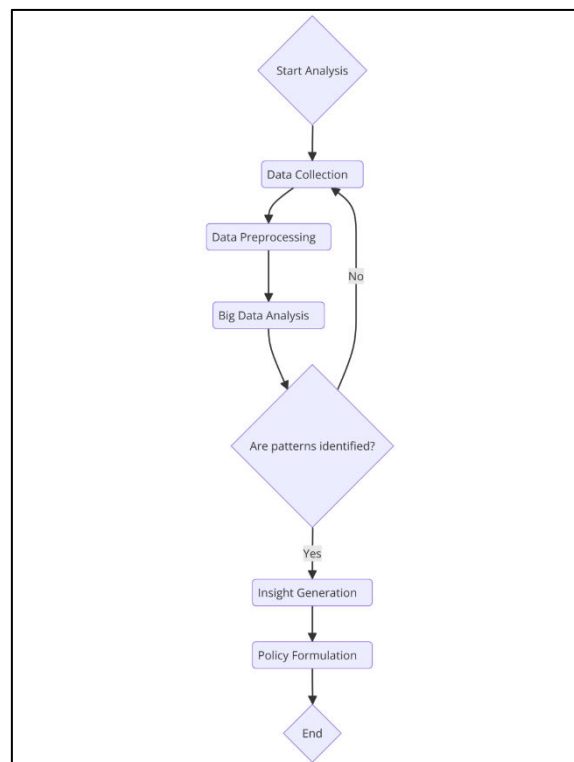 Start Analysis
Data Collection
Data Preprocessing
No
Big Data Analysis
Are patterns identified?
Yes
Insight Generation
Policy Formulation
End